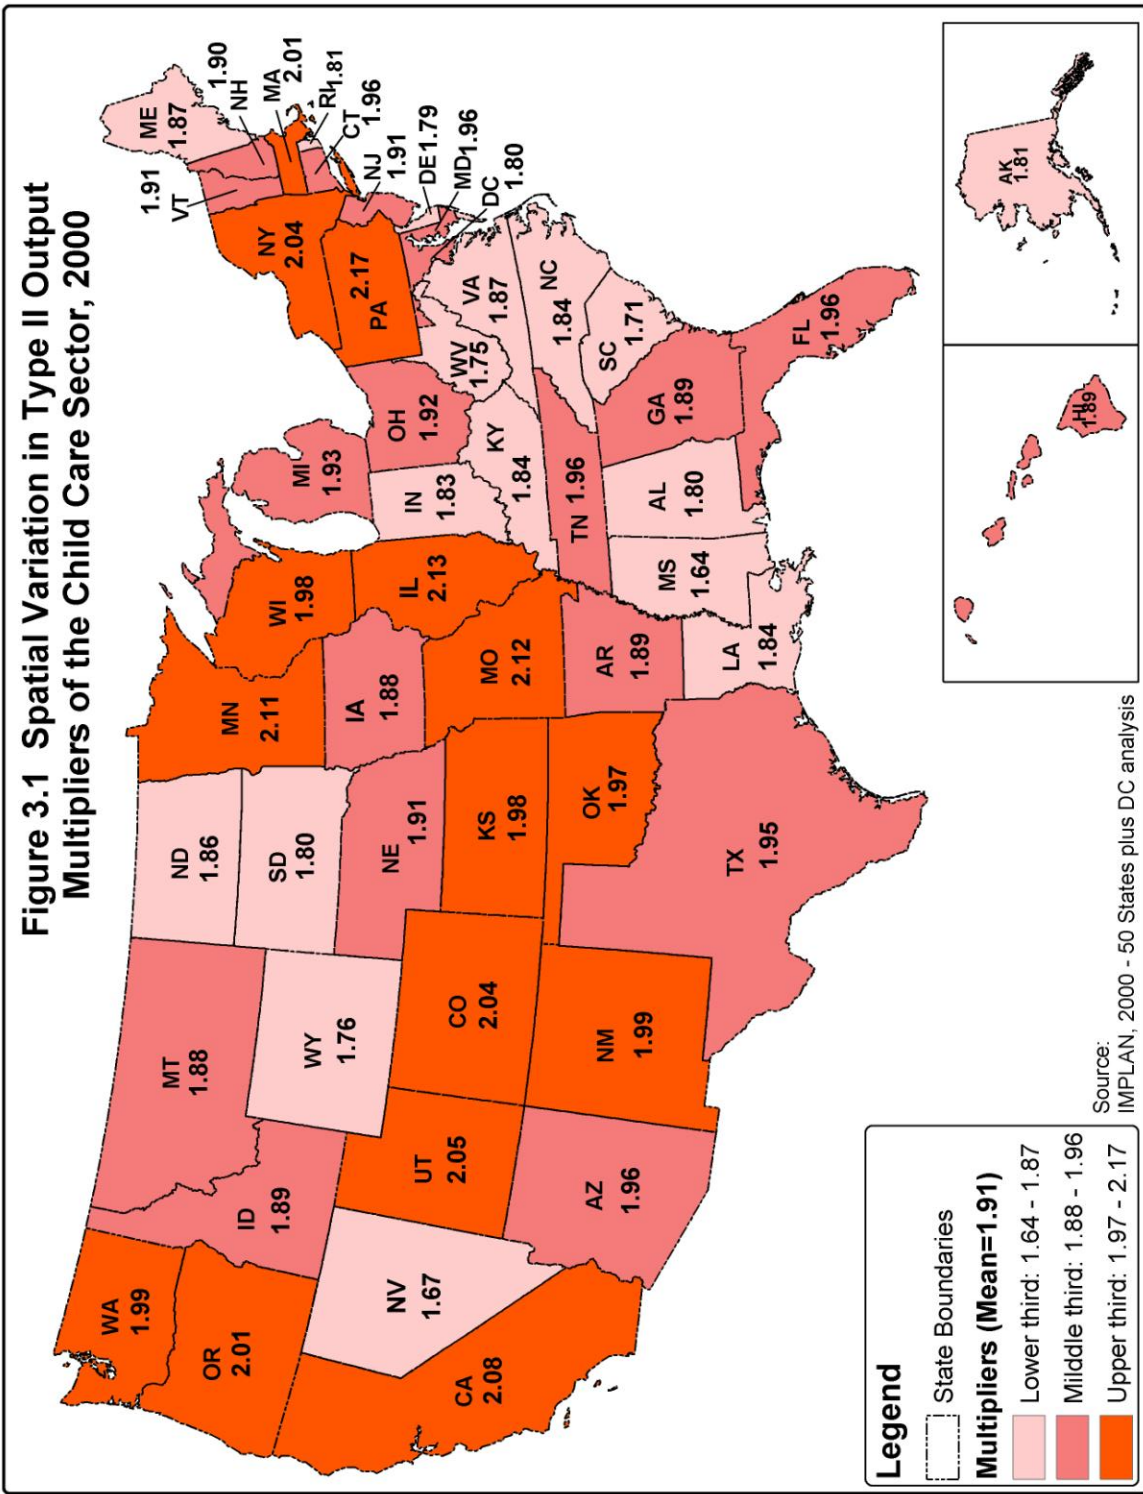 Figure 3.1 Spatial Variation in Type II Output
Multipliers of the Child Care Sector, 2000
WA
1.99
OR
2.01
CA
2.08
NV
1.67
ID
1.89
MT
1.88
WY
1.76
UT
2.05
AZ
1.96
CO
2.04
NM
1.99
ND
1.86
SD
1.80
NE
1.91
KS
1.98
OK
1.97
TX
1.95
MN
2.11
IA
1.88
MO
2.12
AR
1.89
LA
1.84
WI
1.98
IL
2.13
MS
1.64
MI
1.93
IN
1.83
KY
1.84
TN 1.96
AL
1.80
OH
1.92
GA
1.89
FL
1.96
WV
1.75
VA
1.87
NC
1.84
SC
1.71
PA
2.17
NY
2.04
1.91
VT
ME
1.87
1.90
NH
MA
2.01
RI 1.81
CT
1.96
NJ
1.91
DE 1.79
MD 1.96
DC
1.80
HI
1.89
AK
1.81
Legend
State Boundaries
Multipliers (Mean=1.91)
Lower third: 1.64 - 1.87
Milddle third: 1.88 - 1.96
Upper third: 1.97 - 2.17
Source:
IMPLAN, 2000 - 50 States plus DC analysis